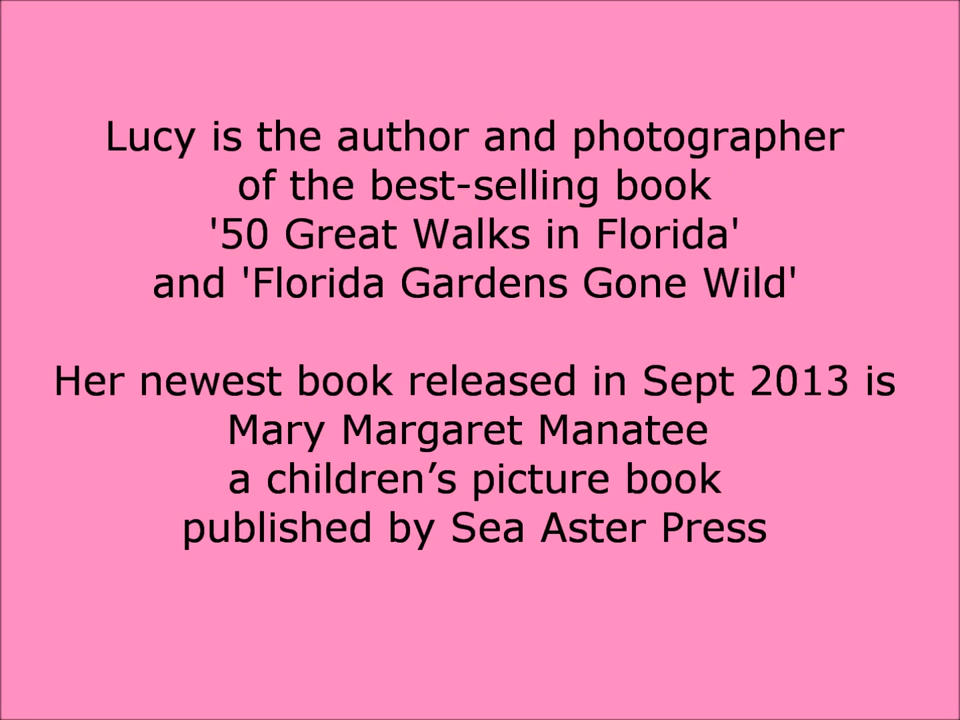 Lucy is the author and photographer
of the best-selling book
'50 Great Walks in Florida'
and 'Florida Gardens Gone Wild'
Her newest book released in Sept 2013 is
Mary Margaret Manatee
a children’s picture book
published by Sea Aster Press